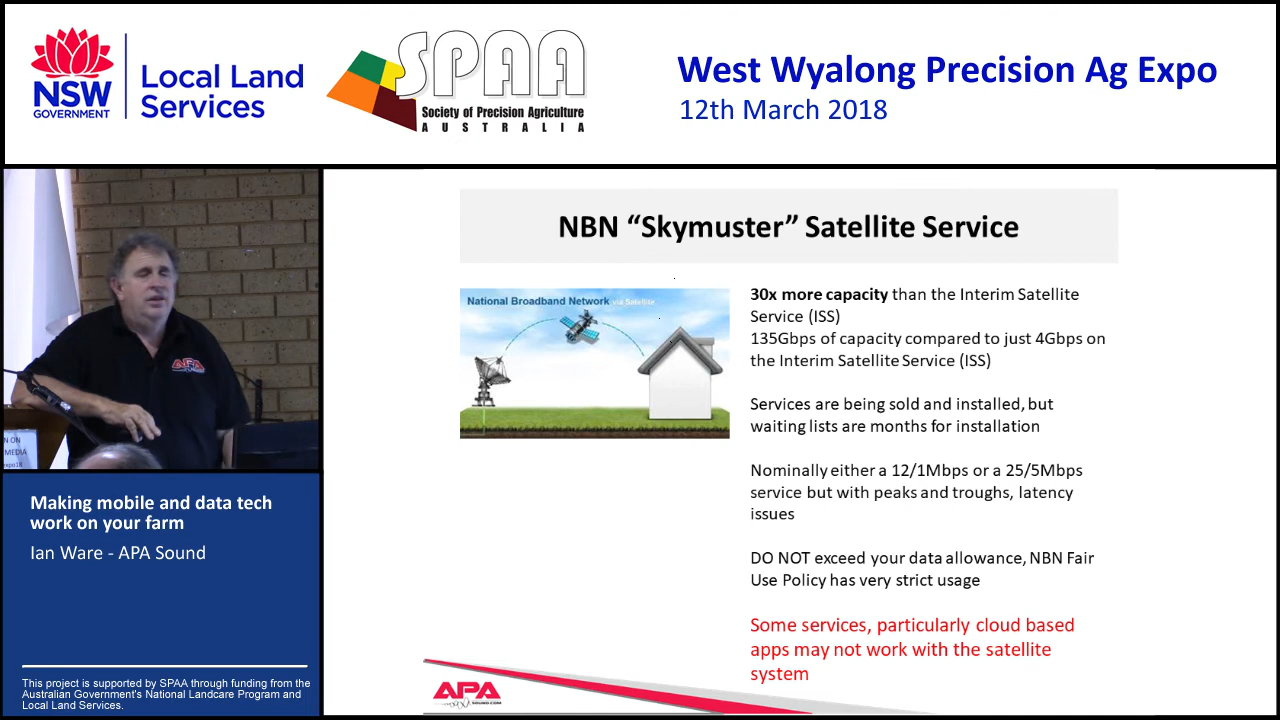 NSW
GOVERNMENT
Local Land
Services
SPAA
Society of Precision Agriculture
AUSTRALIA
West Wyalong Precision Ag Expo
12th March 2018
NBN “Skymuster” Satellite Service
National Broadband Network via Satellite
30x more capacity than the Interim Satellite
Service (ISS)
135Gbps of capacity compared to just 4Gbps on
the Interim Satellite Service (ISS)
Services are being sold and installed, but
waiting lists are months for installation
Nominally either a 12/1Mbps or a 25/5Mbps
service but with peaks and troughs, latency
issues
DO NOT exceed your data allowance, NBN Fair
Use Policy has very strict usage
Some services, particularly cloud based
apps may not work with the satellite
system
APA
APA
N ON
MEDIA
expo18
Making mobile and data tech
work on your farm
Ian Ware - APA Sound
This project is supported by SPAA through funding from the
Australian Government's National Landcare Program and
Local Land Services.